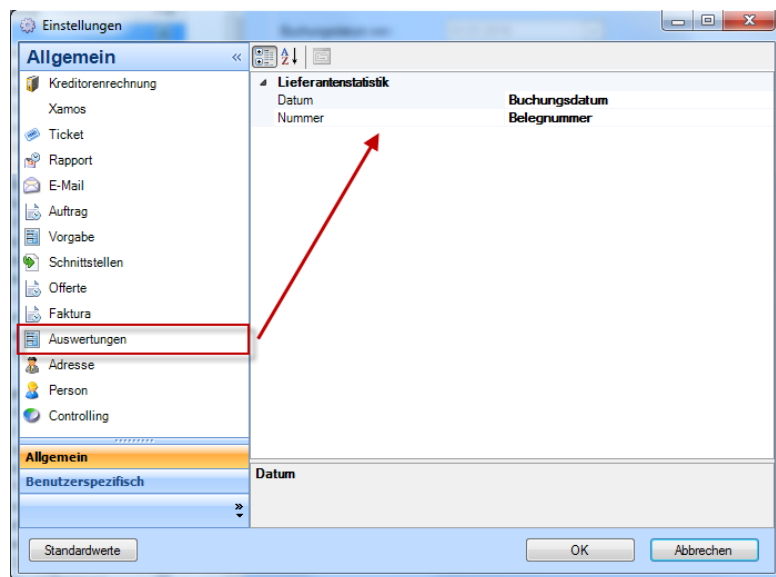 Einstellungen
Allgemein «
Kreditorenrechnung
Xamos
Ticket
Rapport
E-Mail
Auftrag
Vorgabe
Schnittstellen
Offerte
Faktura
Auswertungen
Adresse
Person
Controlling
Allgemein
Benutzerspezifisch
Lieferantenstatistik
Datum Buchungsdatum
Nummer Belegnummer
Datum
Standardwerte
OK
Abbrechen